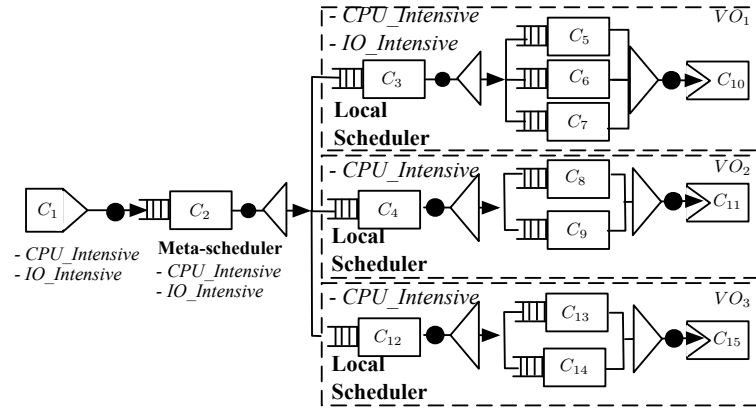 - CPU_Intensive
- IO_Intensive
VO₁
C₃
C₅
C₆
C₇
C₁₀
Local
Scheduler
- CPU_Intensive
VO₂
C₄
C₈
C₉
C₁₁
Local
Scheduler
C₁
- CPU_Intensive
- IO_Intensive
C₂
Meta-scheduler
- CPU_Intensive
- IO_Intensive
- CPU_Intensive
VO₃
C₁₂
C₁₃
C₁₄
C₁₅
Local
Scheduler